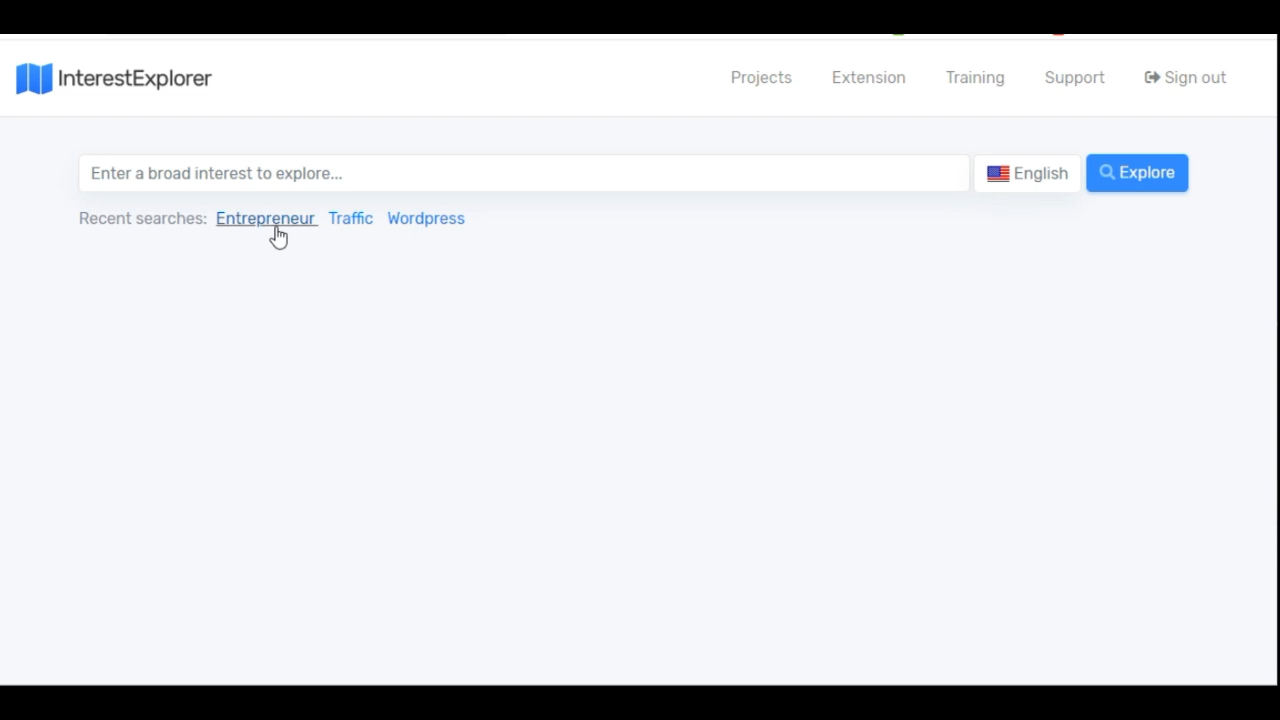 InterestExplorer Projects Extension Training Support Sign out
Enter a broad interest to explore... English Explore
Recent searches: Entrepreneur Traffic Wordpress